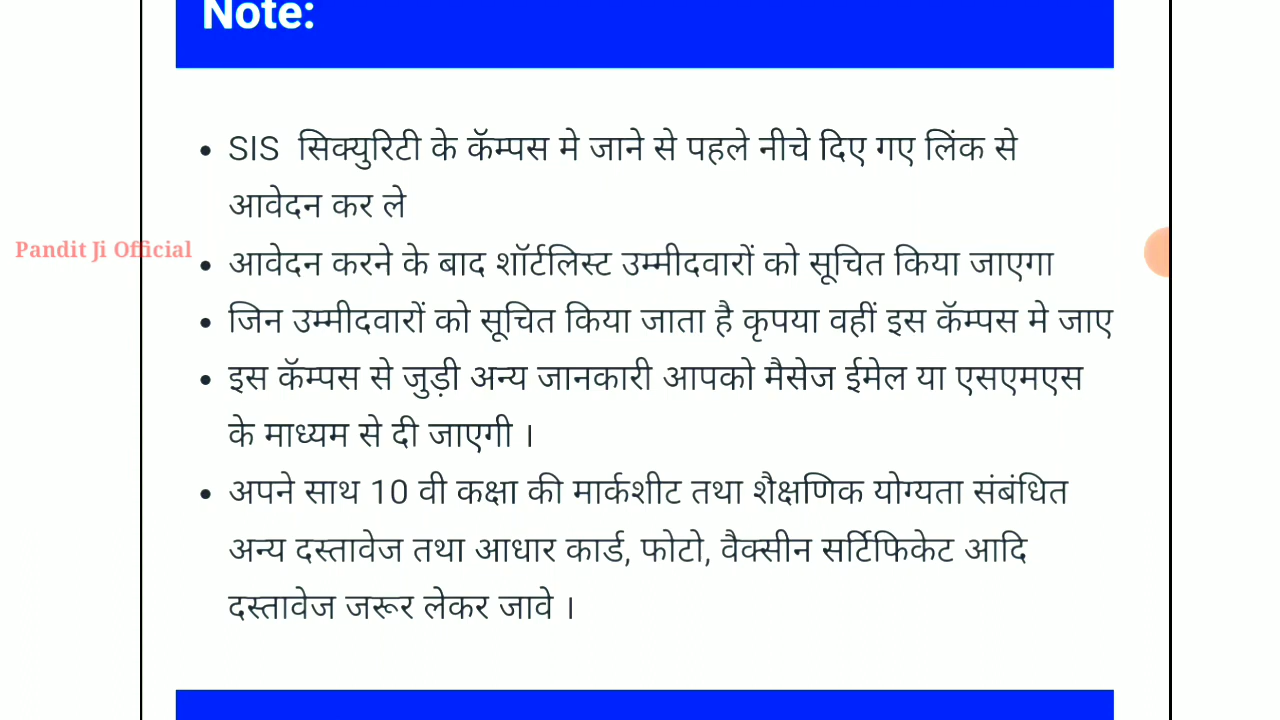 Note:
• SIS सिक्युरिटी के कॅम्पस मे जाने से पहले नीचे दिए गए लिंक से
आवेदन कर ले
Pandit Ji Official
• आवेदन करने के बाद शॉर्टलिस्ट उम्मीदवारों को सूचित किया जाएगा
• जिन उम्मीदवारों को सूचित किया जाता है कृपया वहीं इस कॅम्पस मे जाए
• इस कॅम्पस से जुड़ी अन्य जानकारी आपको मैसेज ईमेल या एसएमएस
के माध्यम से दी जाएगी ।
• अपने साथ 10 वी कक्षा की मार्कशीट तथा शैक्षणिक योग्यता संबंधित
अन्य दस्तावेज तथा आधार कार्ड, फोटो, वैक्सीन सर्टिफिकेट आदि
दस्तावेज जरूर लेकर जावे ।